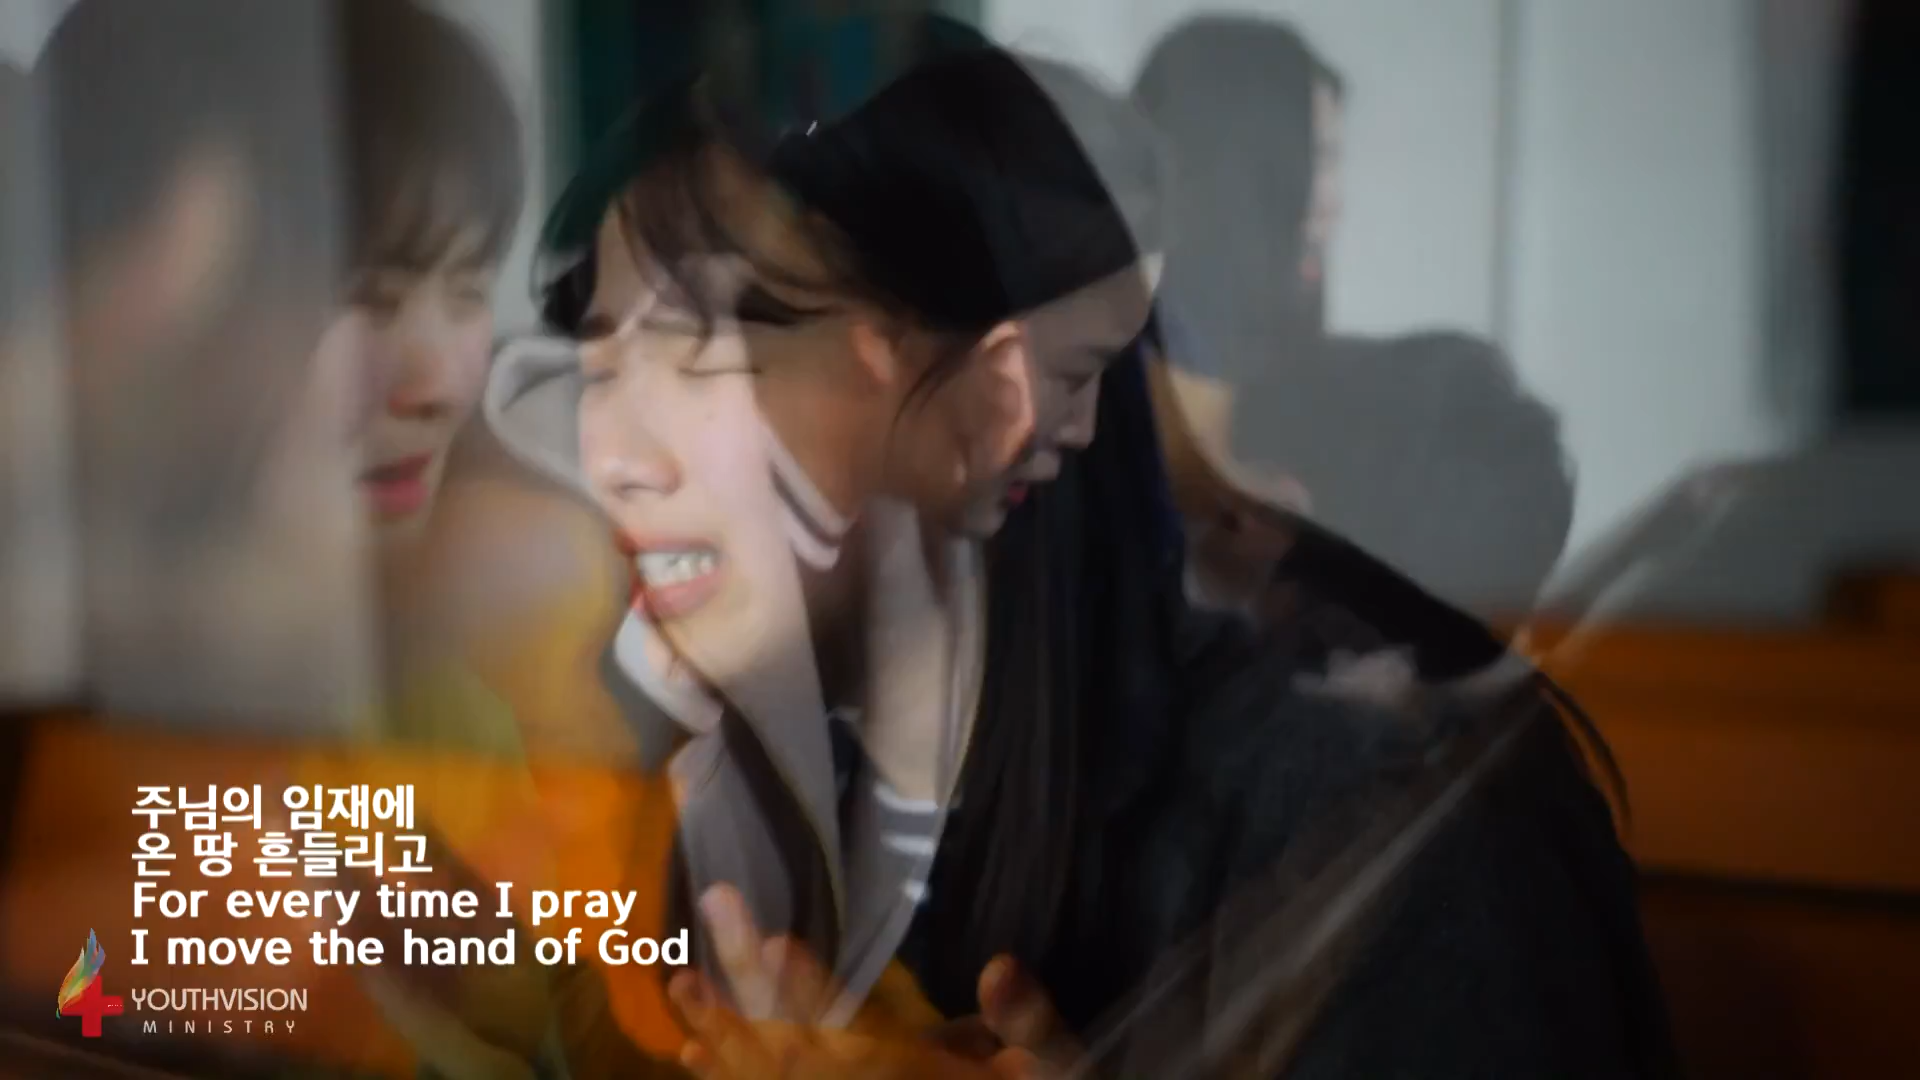 주님의 임재에
온 땅 흔들리고
For every time I pray
I move the hand of God
YOUTHVISION
MINISTRY